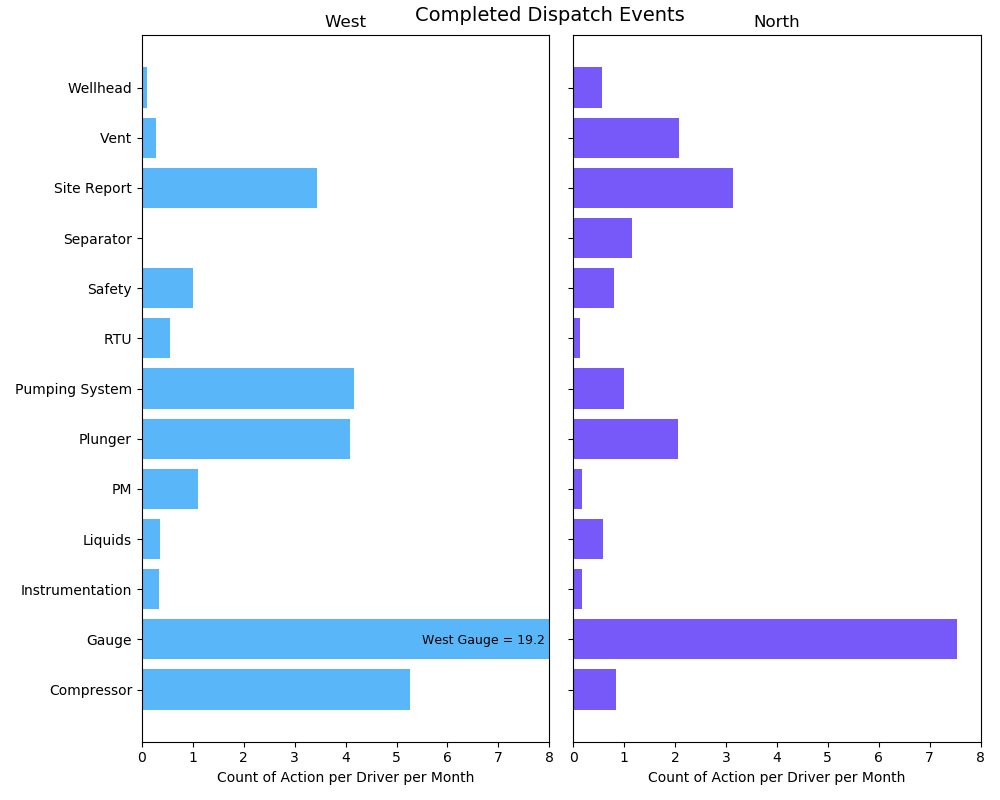 Completed Dispatch Events
West
North
Wellhead
Vent
Site Report
Separator
Safety
RTU
Pumping System
Plunger
PM
Liquids
Instrumentation
Gauge
West Gauge = 19.2
Compressor
0 1 2 3 4 5 6 7 8
0 1 2 3 4 5 6 7 8
Count of Action per Driver per Month
Count of Action per Driver per Month